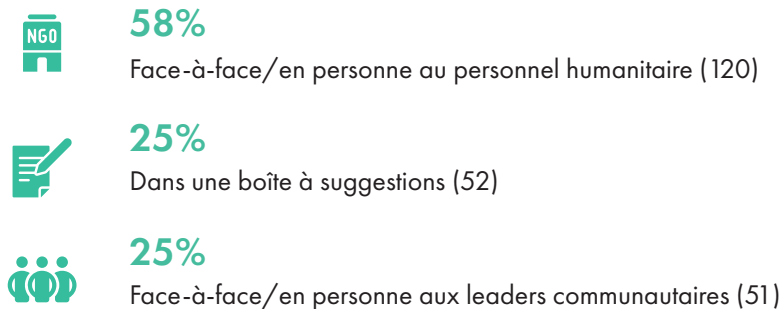 NGO
58%
Face-à-face/en personne au personnel humanitaire (120)
25%
Dans une boîte à suggestions (52)
25%
Face-à-face/en personne aux leaders communautaires (51)